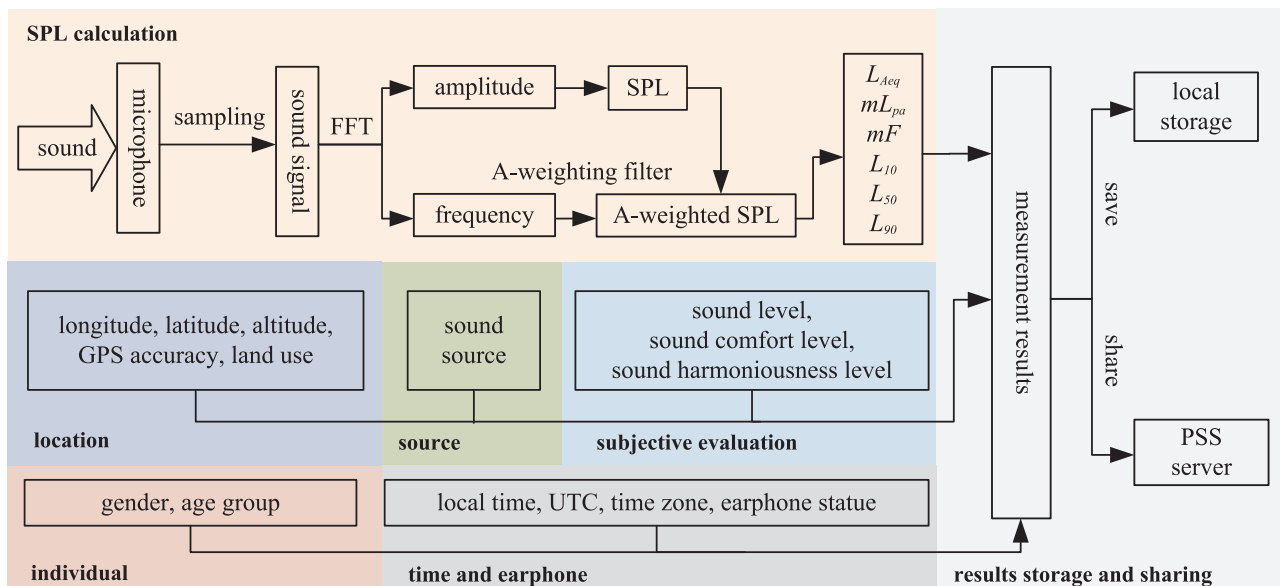 SPL calculation
sound
microphone
sampling
sound signal
FFT
amplitude
SPL
A-weighting filter
frequency
A-weighted SPL
L_Aeq
mL_pa
mF
L_10
L_50
L_90
longitude, latitude, altitude,
GPS accuracy, land use
location
sound
source
source
sound level,
sound comfort level,
sound harmoniousness level
subjective evaluation
gender, age group
individual
local time, UTC, time zone, earphone statue
time and earphone
measurement results
save
share
local
storage
PSS
server
results storage and sharing